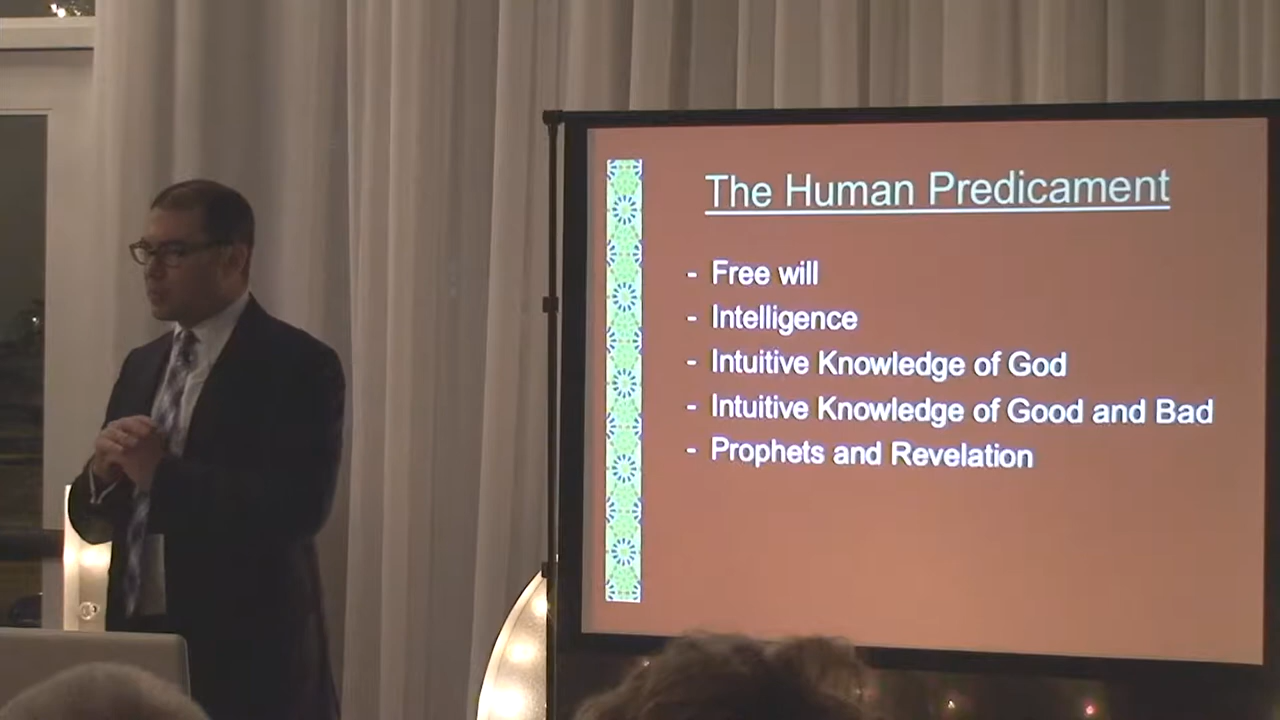 The Human Predicament
- Free will
- Intelligence
- Intuitive Knowledge of God
- Intuitive Knowledge of Good and Bad
- Prophets and Revelation